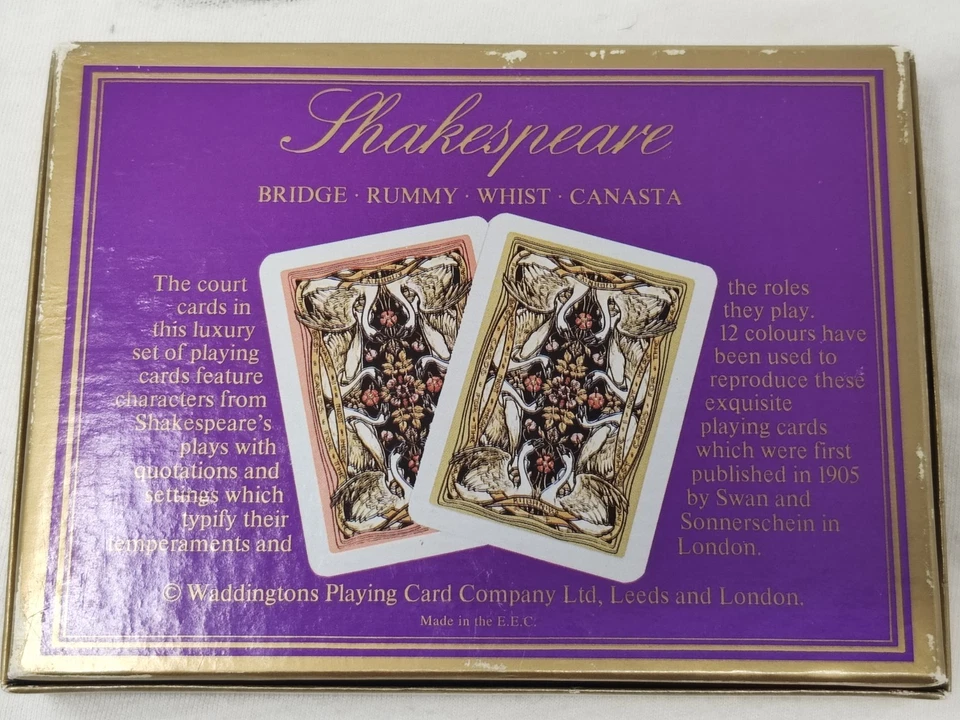 Shakespeare
BRIDGE · RUMMY · WHIST · CANASTA
The court
cards in
this luxury
set of playing
cards feature
characters from
Shakespeare's
plays with
quotations and
settings which
typify their
temperaments and
the roles
they play.
12 colours have
been used to
reproduce these
exquisite
playing cards
which were first
published in 1905
by Swan and
Sonnerschein in
London.
© Waddingtons Playing Card Company Ltd, Leeds and London.
Made in the E.E.C.